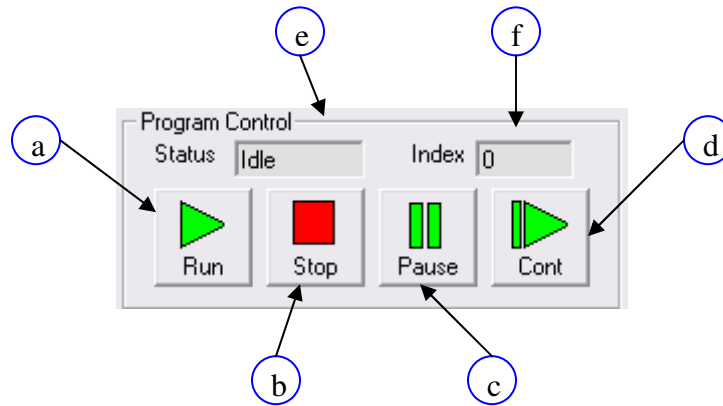 e f
Program Control
a d
Status Idle Index 0
Run Stop Pause Cont
b c